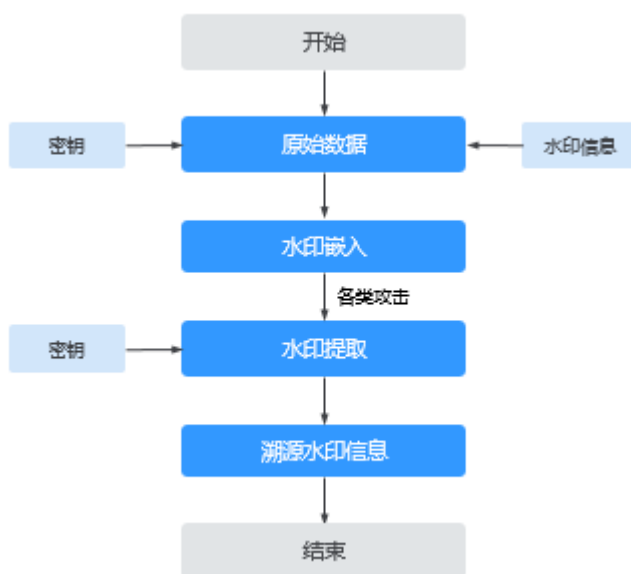 开始
密钥
原始数据
水印信息
水印嵌入
各类攻击
密钥
水印提取
溯源水印信息
结束